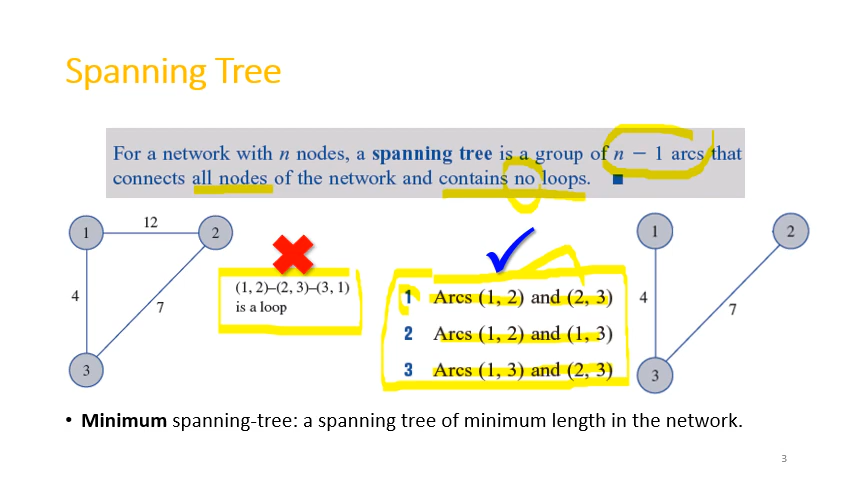 Spanning Tree
For a network with n nodes, a spanning tree is a group of n − 1 arcs that
connects all nodes of the network and contains no loops. ■
1
12
2
4
7
3
(1, 2)–(2, 3)–(3, 1)
is a loop
1 Arcs (1, 2) and (2, 3)
2 Arcs (1, 2) and (1, 3)
3 Arcs (1, 3) and (2, 3)
1
2
4
7
3
• Minimum spanning-tree: a spanning tree of minimum length in the network.
3